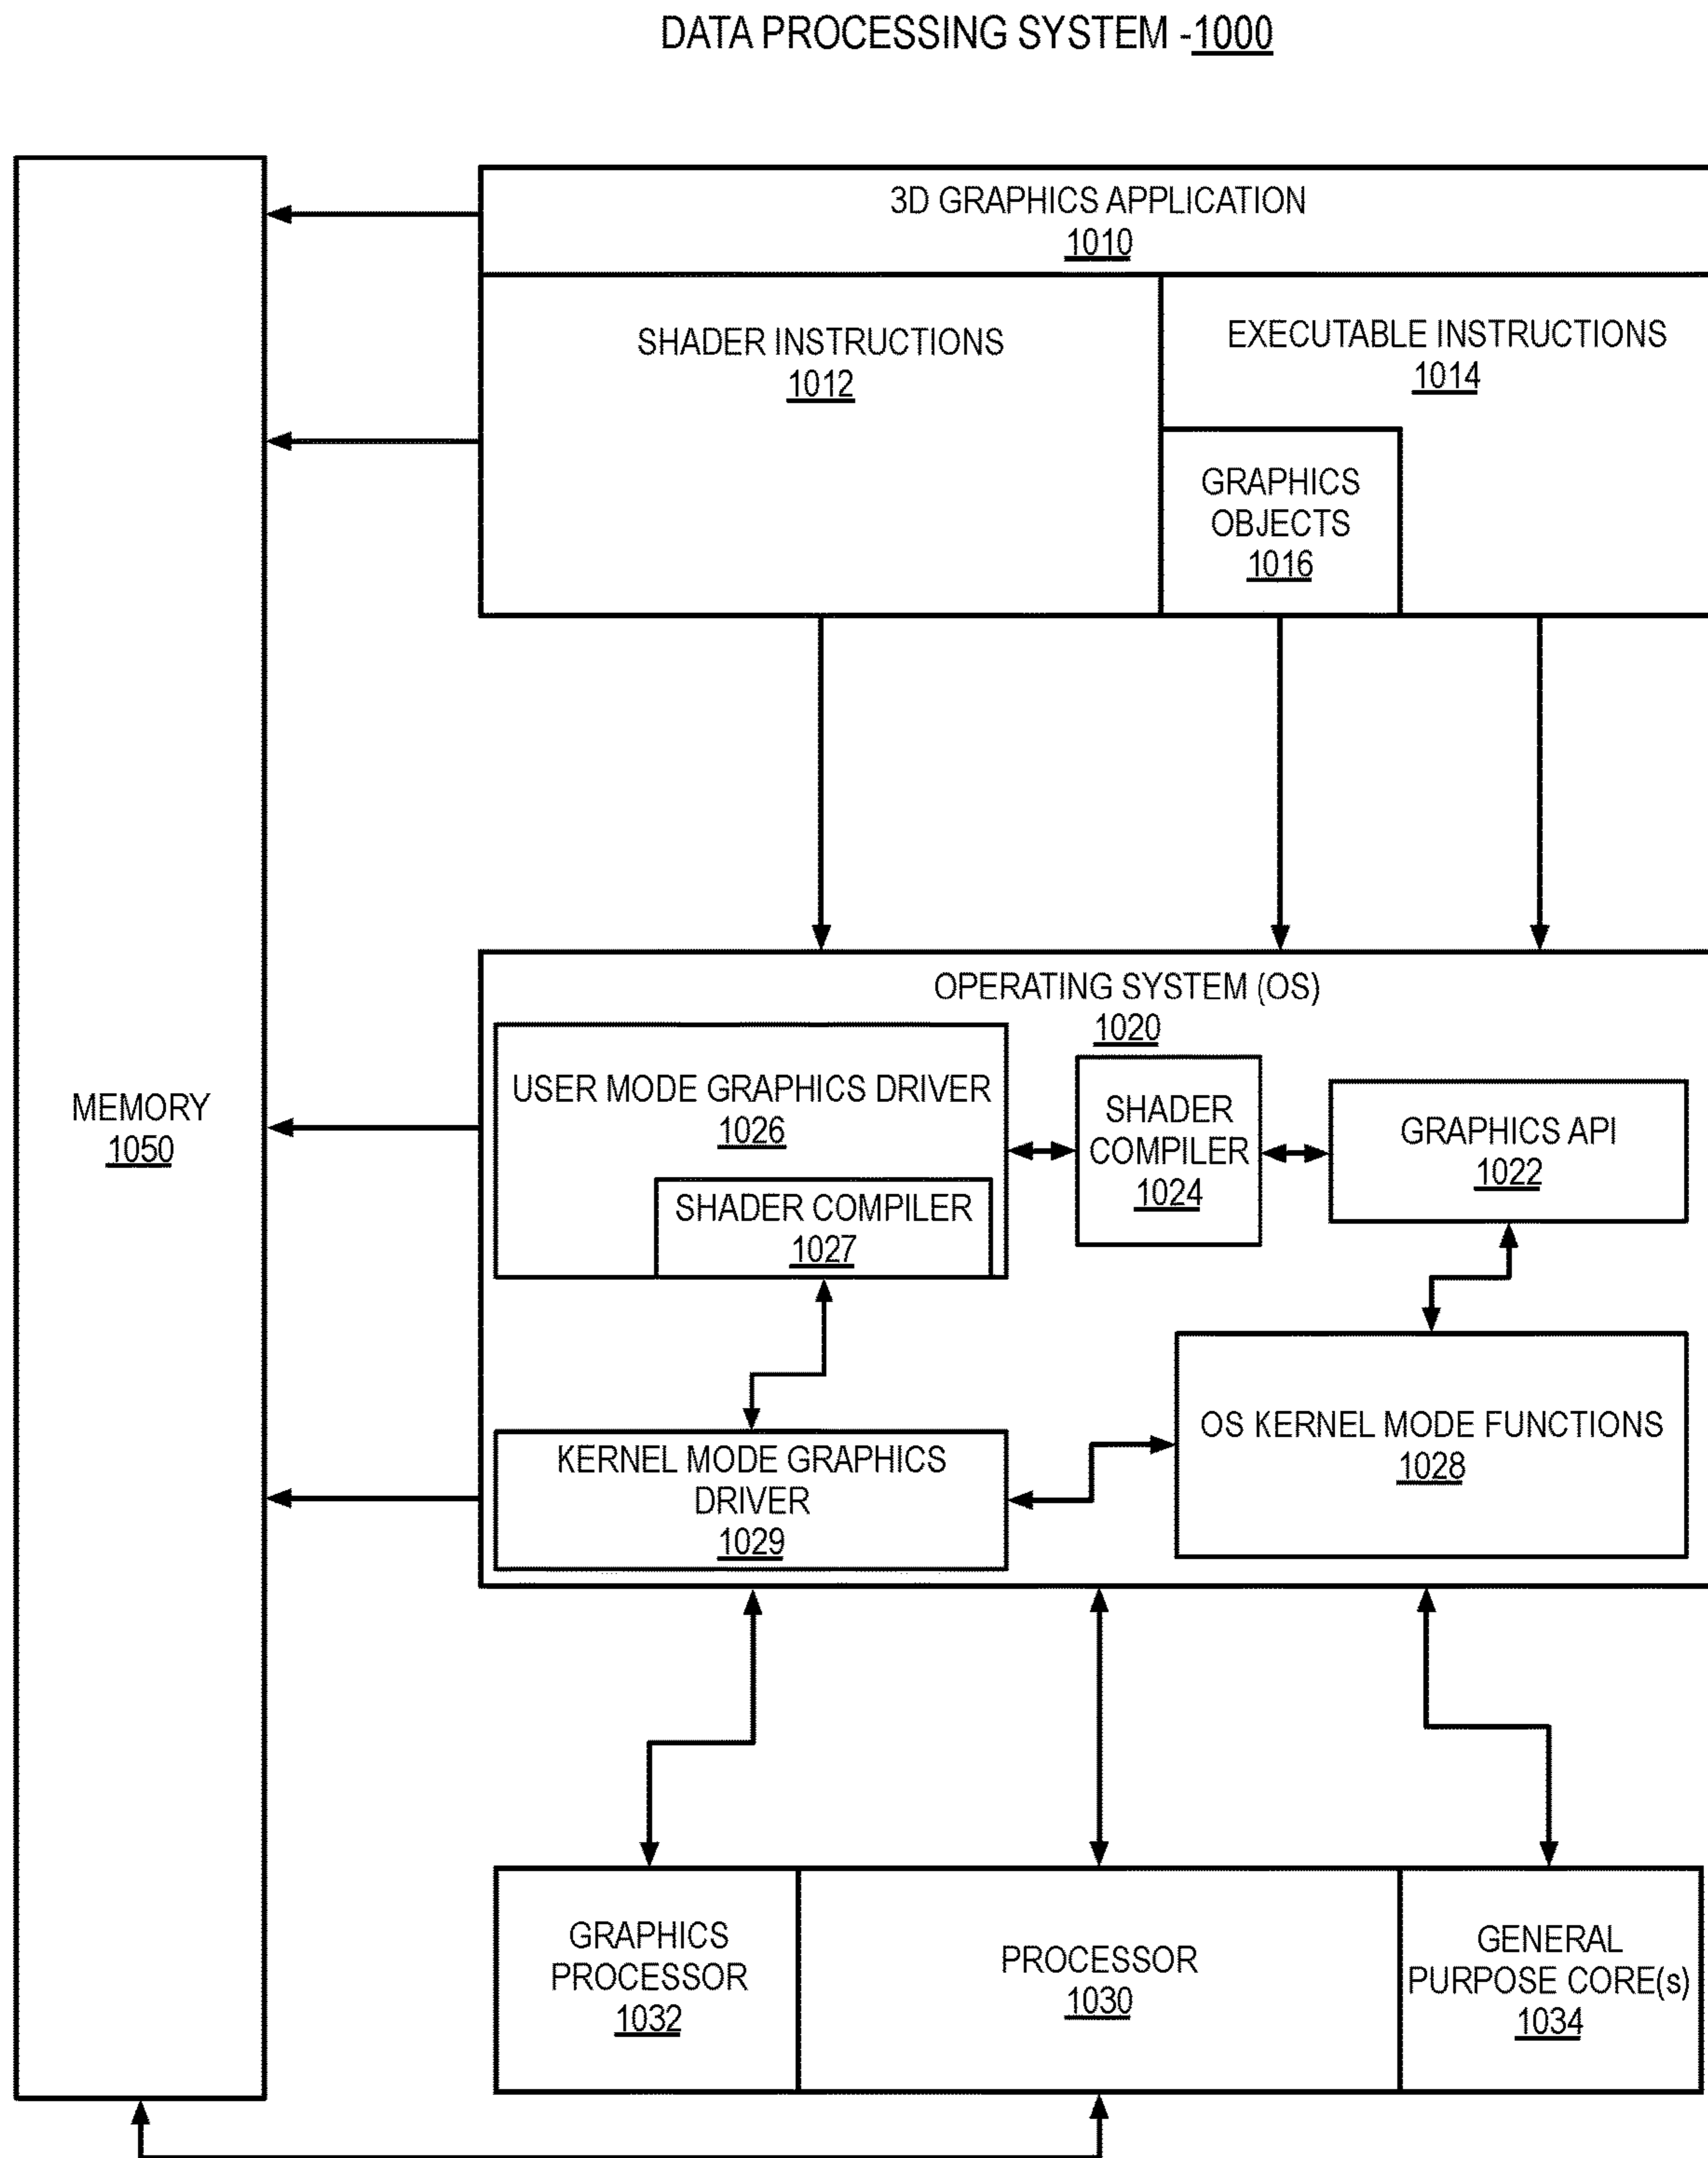 DATA PROCESSING SYSTEM -1000
3D GRAPHICS APPLICATION
1010
SHADER INSTRUCTIONS
1012
EXECUTABLE INSTRUCTIONS
1014
GRAPHICS
OBJECTS
1016
MEMORY
1050
OPERATING SYSTEM (OS)
1020
USER MODE GRAPHICS DRIVER
1026
SHADER COMPILER
1027
SHADER
COMPILER
1024
GRAPHICS API
1022
KERNEL MODE GRAPHICS
DRIVER
1029
OS KERNEL MODE FUNCTIONS
1028
GRAPHICS
PROCESSOR
1032
PROCESSOR
1030
GENERAL
PURPOSE CORE(s)
1034